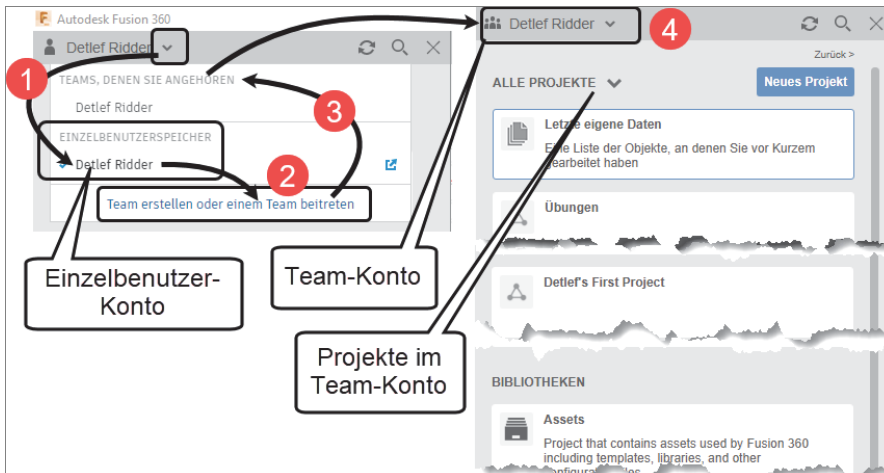 Autodesk Fusion 360
Detlef Ridder
TEAMS, DENEN SIE ANGEHÖREN
Detlef Ridder
EINZELBENUTZERSPEICHER
Detlef Ridder
Team erstellen oder einem Team beitreten
1
2
3
Einzelbenutzer-
Konto
Team-Konto
Projekte im
Team-Konto
Detlef Ridder
4
Zurück >
ALLE PROJEKTE
Neues Projekt
Letzte eigene Daten
Eine Liste der Objekte, an denen Sie vor Kurzem
gearbeitet haben
Übungen
Detlef's First Project
BIBLIOTHEKEN
Assets
Project that contains assets used by Fusion 360
including templates, libraries, and other